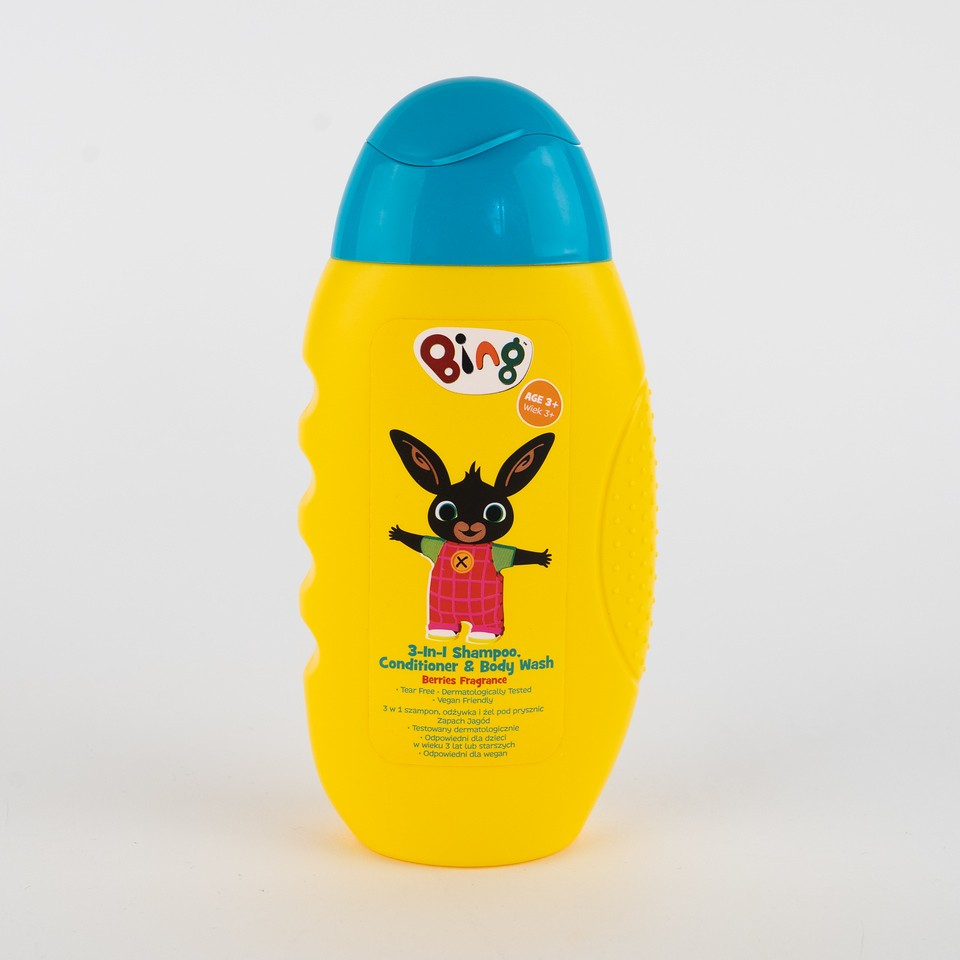 Bing™
AGE 3+
Wiek 3+
3-In-1 Shampoo,
Conditioner & Body Wash
Berries Fragrance
• Tear Free • Dermatologically Tested
• Vegan Friendly
3 w 1 szampon, odżywka i żel pod prysznic
Zapach Jagód
• Testowany dermatologicznie
• Odpowiedni dla dzieci
w wieku 3 lat lub starszych
• Odpowiedni dla wegan